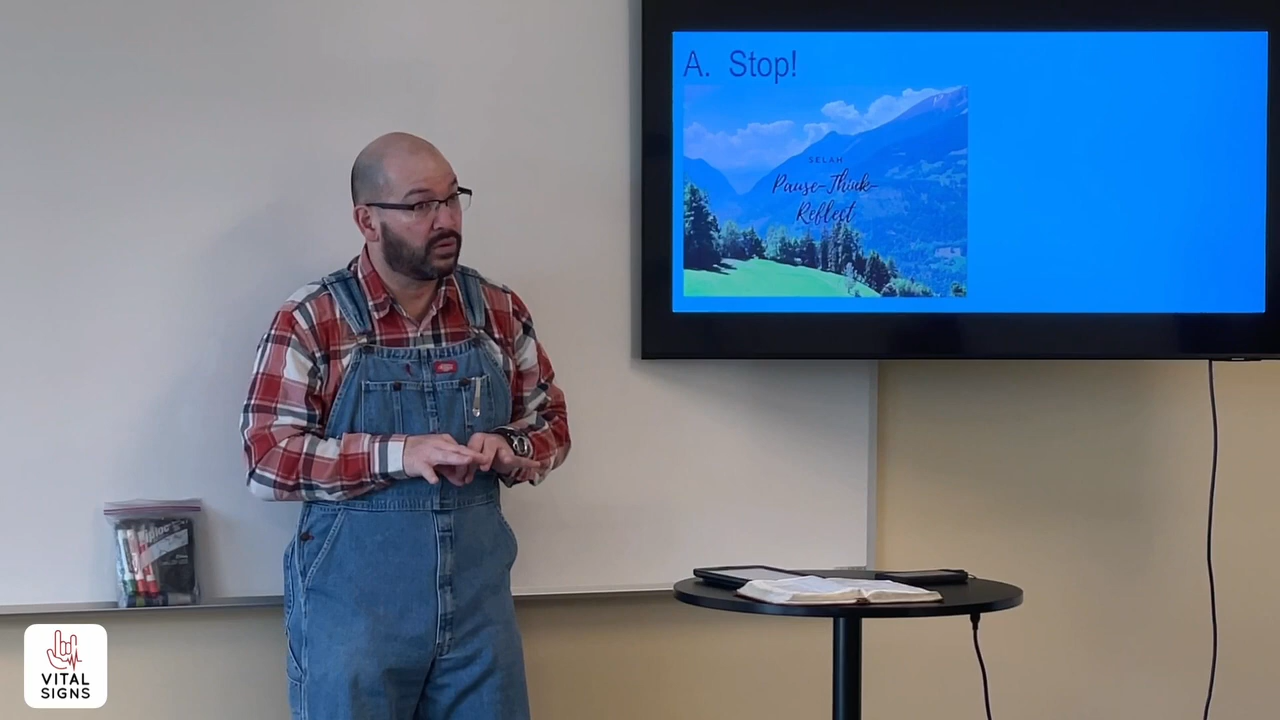 A. Stop!
SELAH
Pause-Think-
Reflect
VITAL
SIGNS